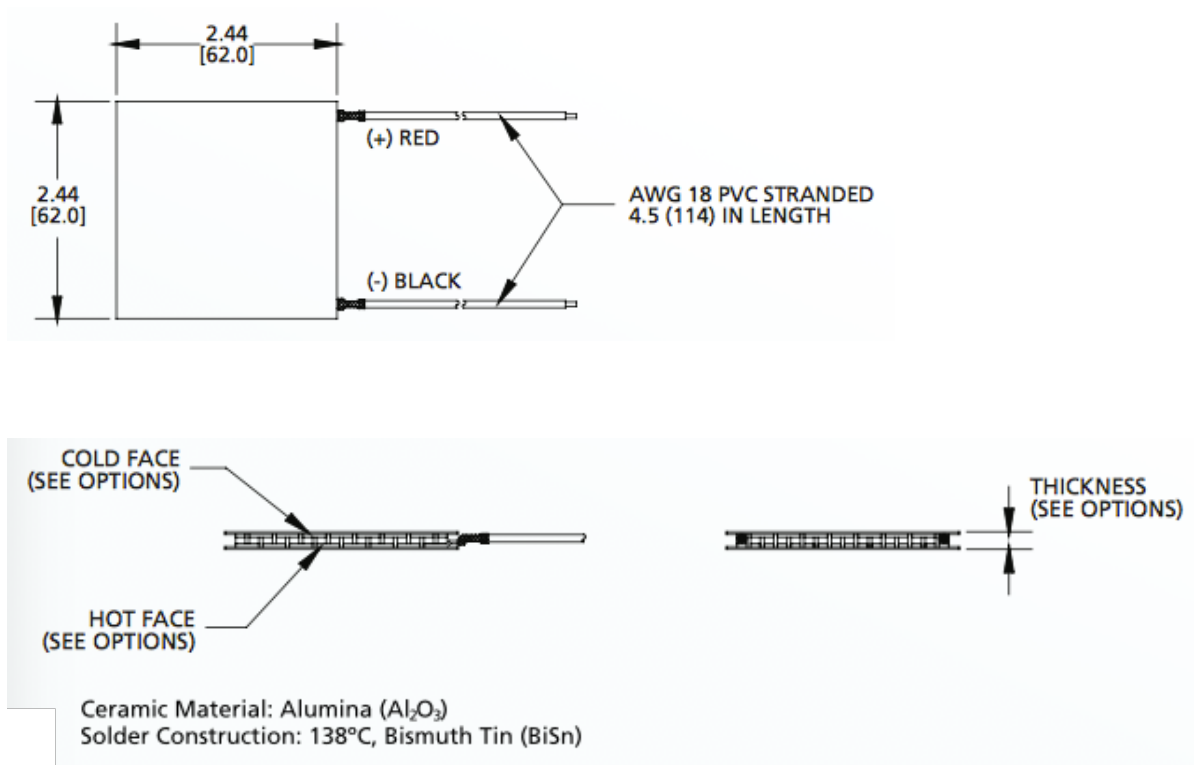 2.44
[62.0]
(+) RED
2.44
[62.0]
AWG 18 PVC STRANDED
4.5 (114) IN LENGTH
(-) BLACK
COLD FACE
(SEE OPTIONS)
THICKNESS
(SEE OPTIONS)
HOT FACE
(SEE OPTIONS)
Ceramic Material: Alumina (Al₂O₃)
Solder Construction: 138ºC, Bismuth Tin (BiSn)